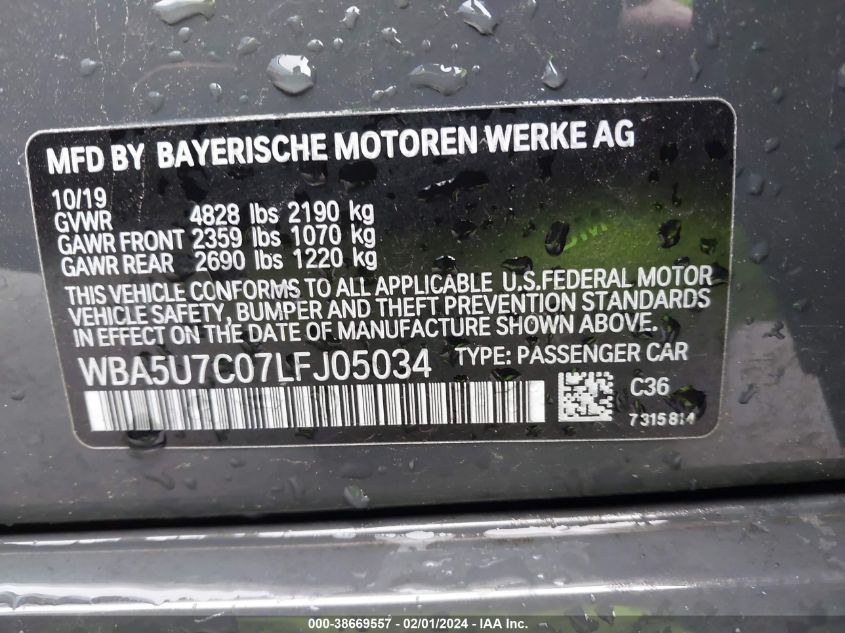 MFD BY BAYERISCHE MOTOREN WERKE AG
10/19
GVWR 4828 lbs 2190 kg
GAWR FRONT 2359 lbs 1070 kg
GAWR REAR 2690 lbs 1220 kg
THIS VEHICLE CONFORMS TO ALL APPLICABLE U.S.FEDERAL MOTOR
VEHICLE SAFETY, BUMPER AND THEFT PREVENTION STANDARDS
IN EFFECT ON THE DATE OF MANUFACTURE SHOWN ABOVE.
WBA5U7C07LFJ05034 TYPE: PASSENGER CAR
C36
7315814
000-38669557 - 02/01/2024 - IAA Inc.